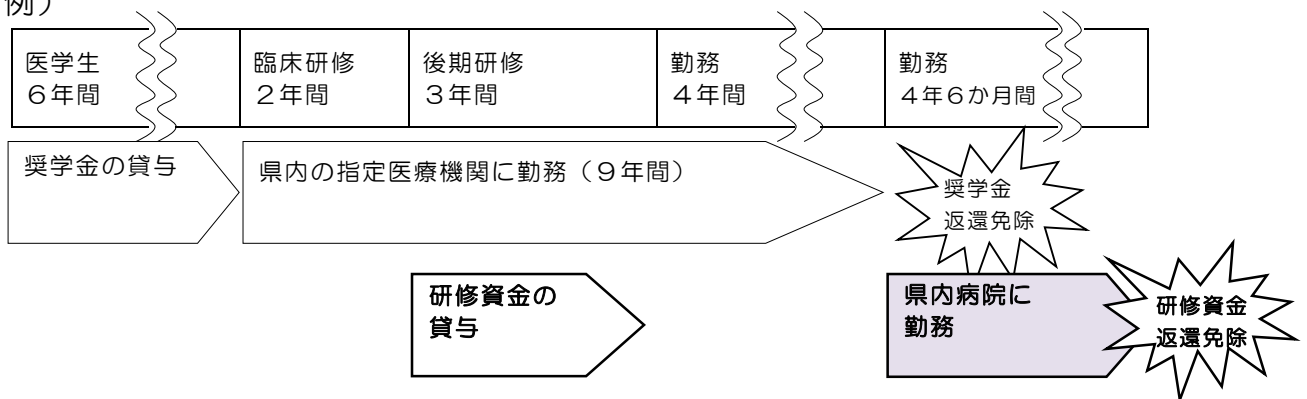 例）
医学生
６年間
臨床研修
２年間
後期研修
３年間
勤務
４年間
勤務
４年６か月間
奨学金の貸与
県内の指定医療機関に勤務（９年間）
奨学金
返還免除
研修資金の
貸与
県内病院に
勤務
研修資金
返還免除